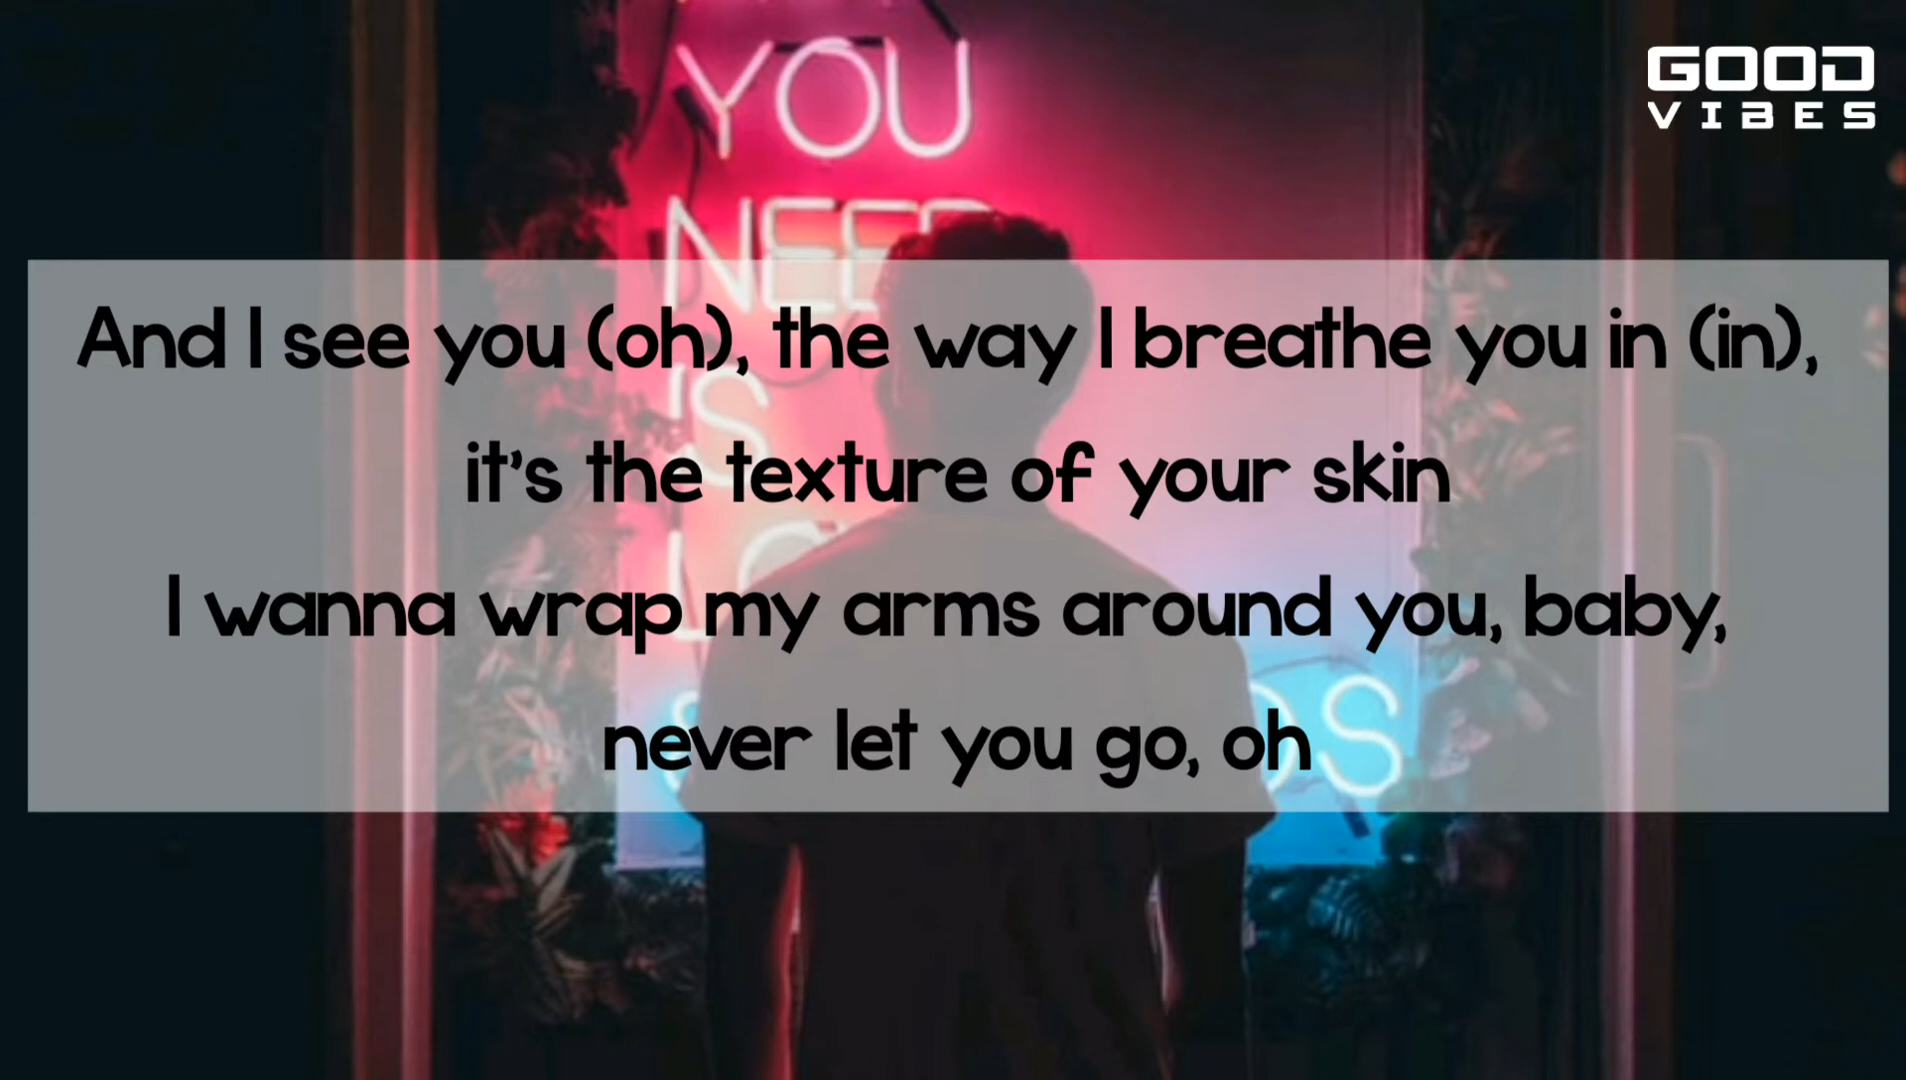 YOU
GOOD
VIBES
And I see you (oh), the way I breathe you in (in),
IS
it's the texture of your skin
I wanna wrap my arms around you, baby,
never let you go, oh